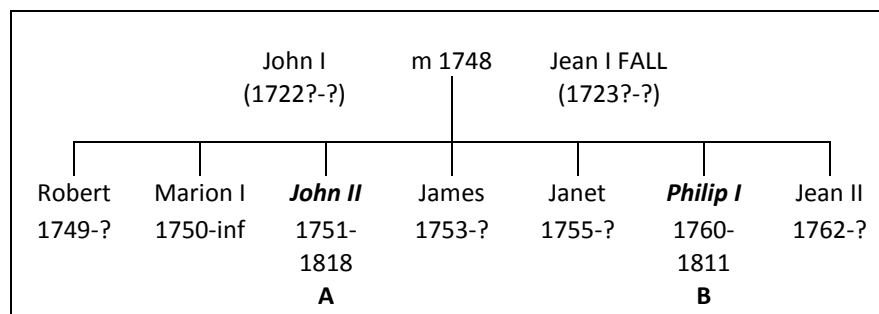 John I m 1748 Jean I FALL
(1722?-?) (1723?-?)
Robert Marion I John II James Janet Philip I Jean II
1749-? 1750-inf 1751- 1753-? 1755-? 1760- 1762-?
1818 1811
A B